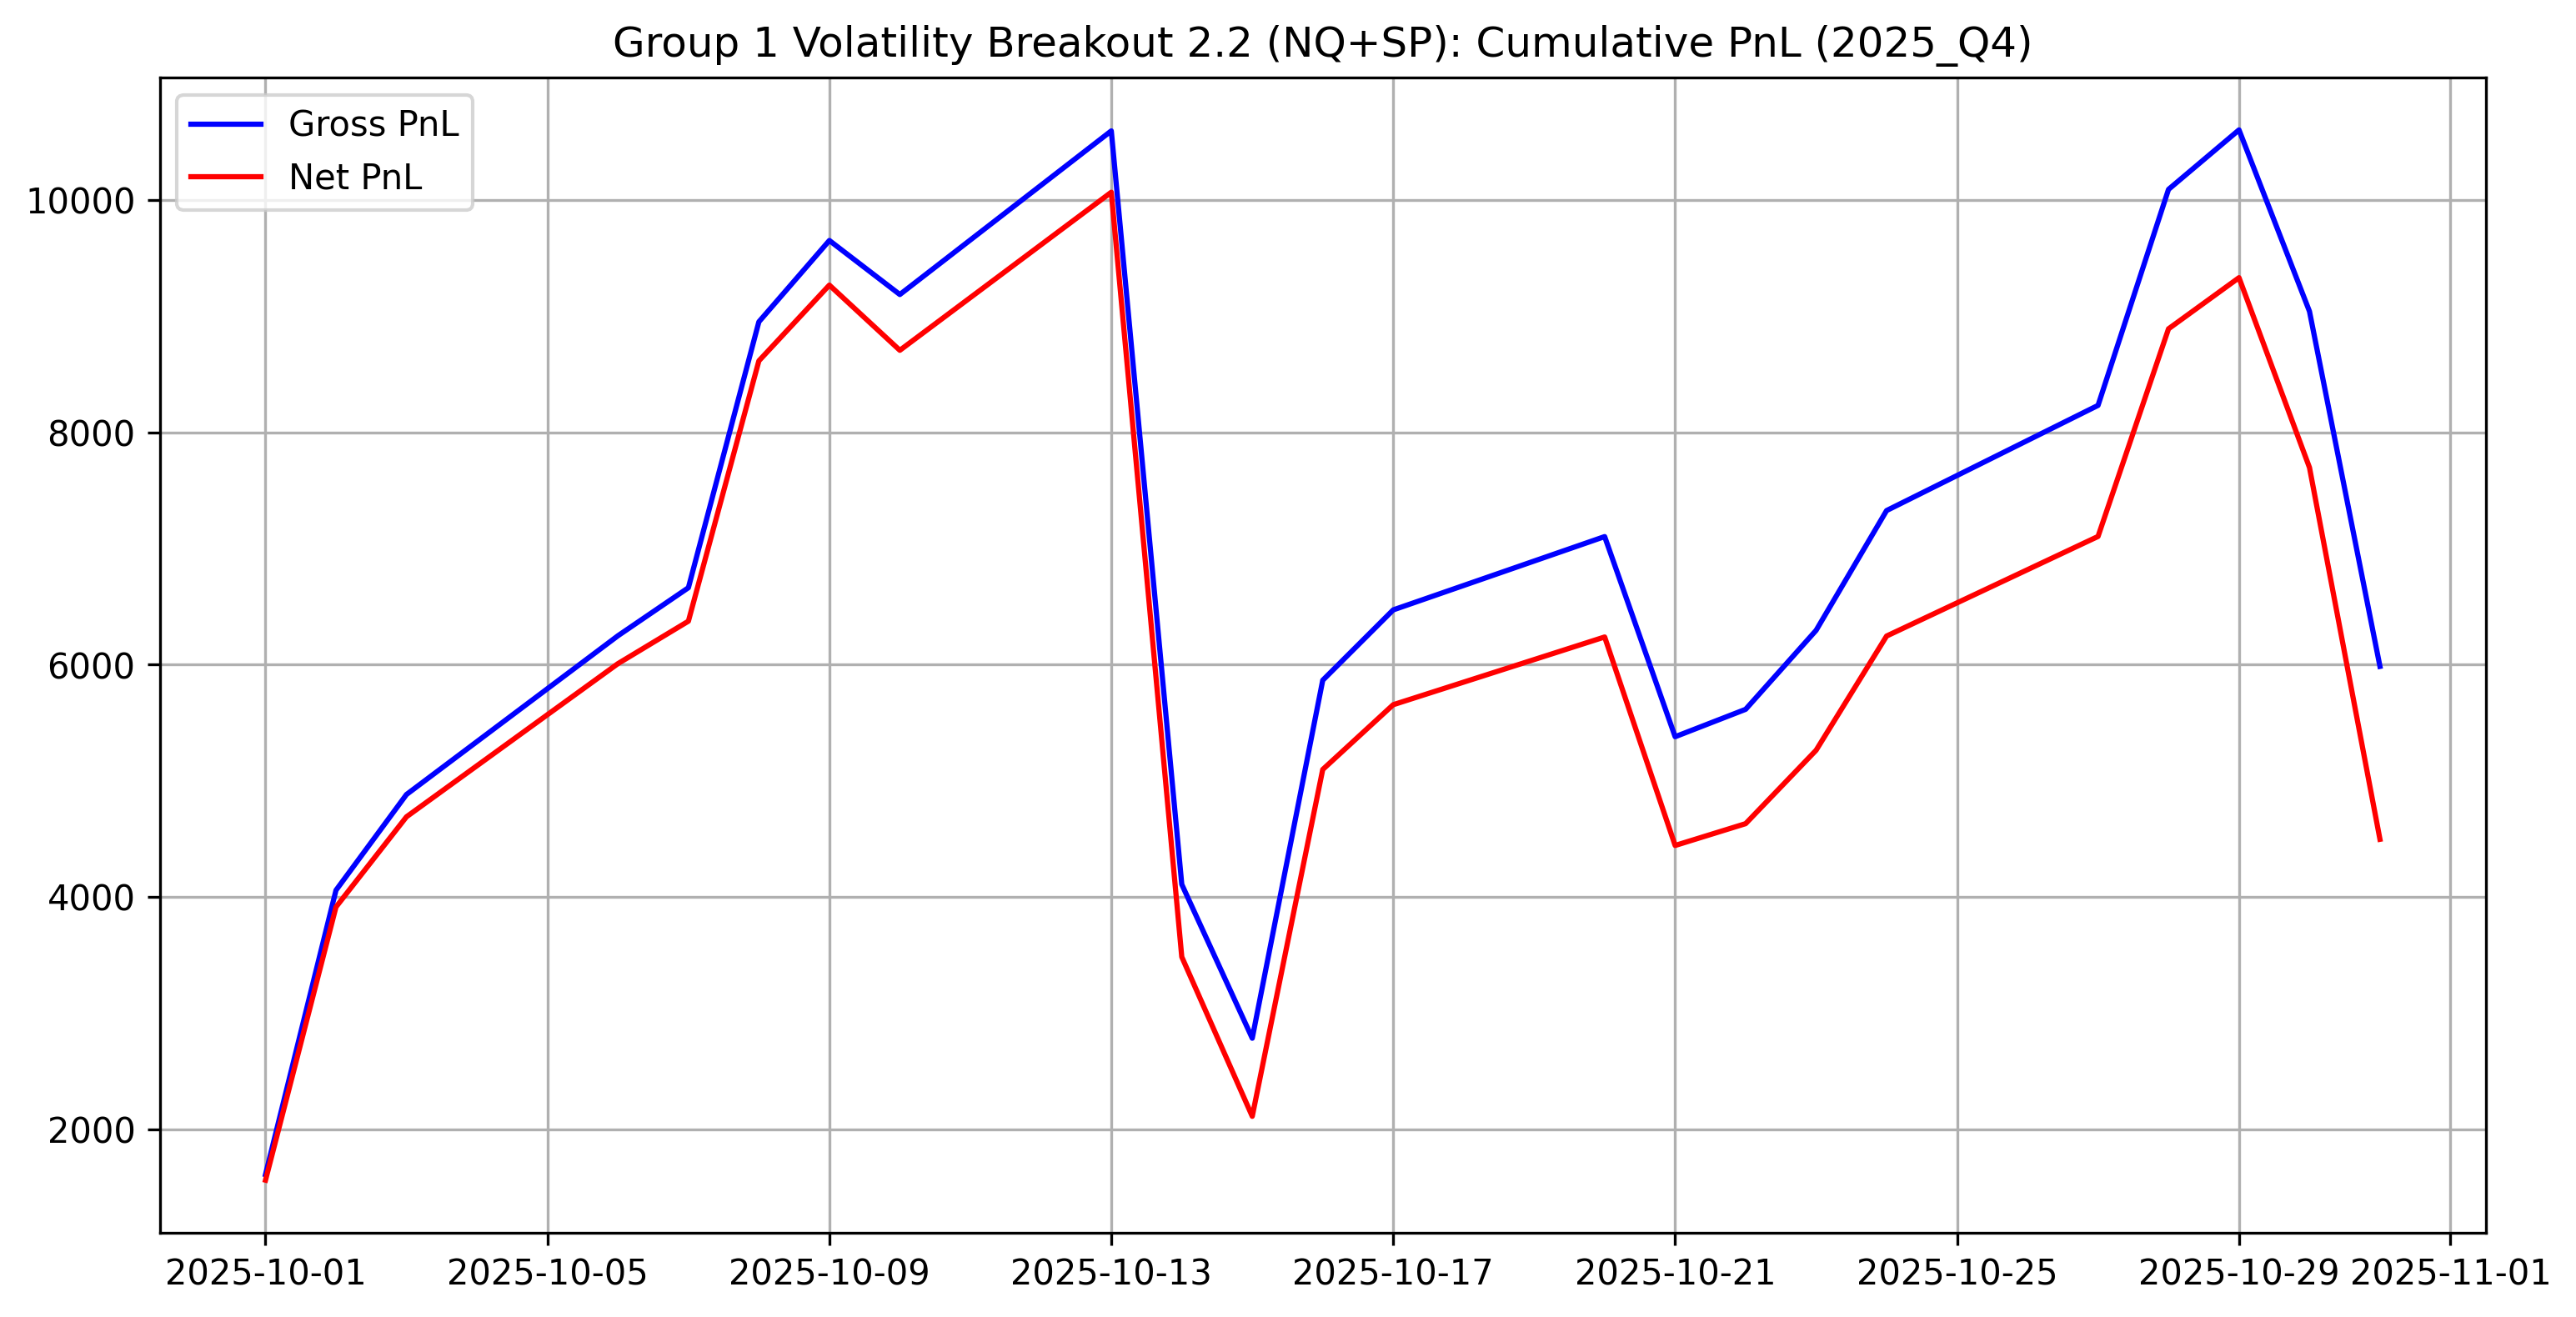 Group 1 Volatility Breakout 2.2 (NQ+SP): Cumulative PnL (2025_Q4)
Gross PnL
Net PnL
10000
8000
6000
4000
2000
2025-10-01 2025-10-05 2025-10-09 2025-10-13 2025-10-17 2025-10-21 2025-10-25 2025-10-29 2025-11-01